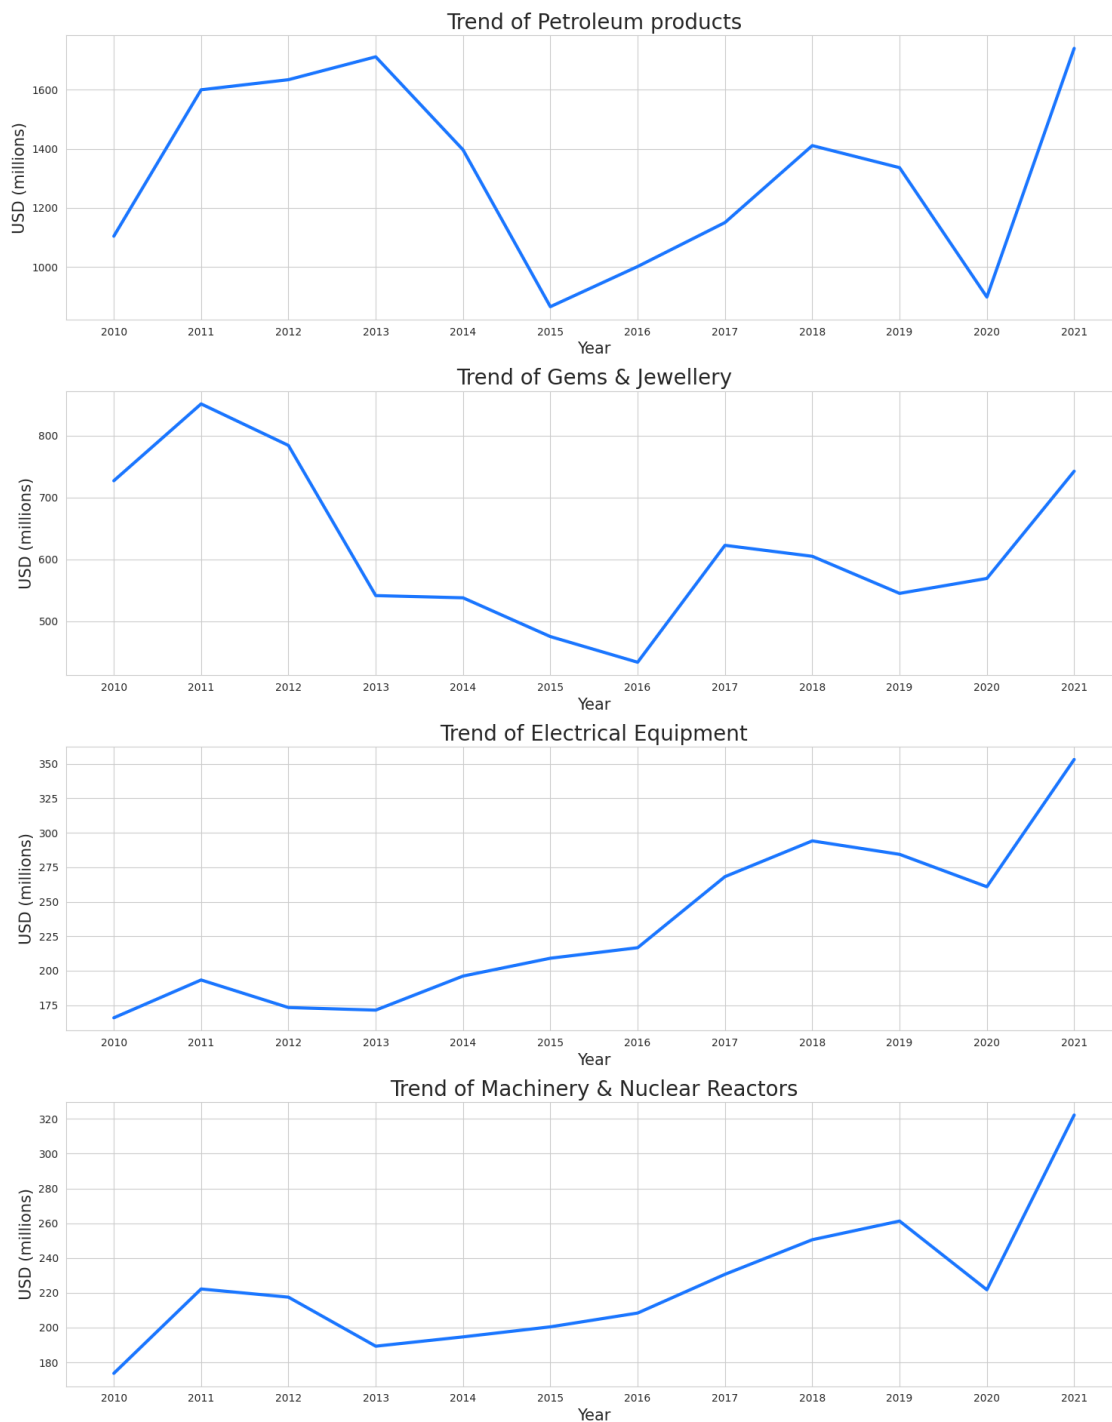 Trend of Petroleum products
USD (millions)
1600
1400
1200
1000
2010 2011 2012 2013 2014 2015 2016 2017 2018 2019 2020 2021
Year
Trend of Gems & Jewellery
USD (millions)
800
700
600
500
2010 2011 2012 2013 2014 2015 2016 2017 2018 2019 2020 2021
Year
Trend of Electrical Equipment
USD (millions)
350
325
300
275
250
225
200
175
2010 2011 2012 2013 2014 2015 2016 2017 2018 2019 2020 2021
Year
Trend of Machinery & Nuclear Reactors
USD (millions)
320
300
280
260
240
220
200
180
2010 2011 2012 2013 2014 2015 2016 2017 2018 2019 2020 2021
Year